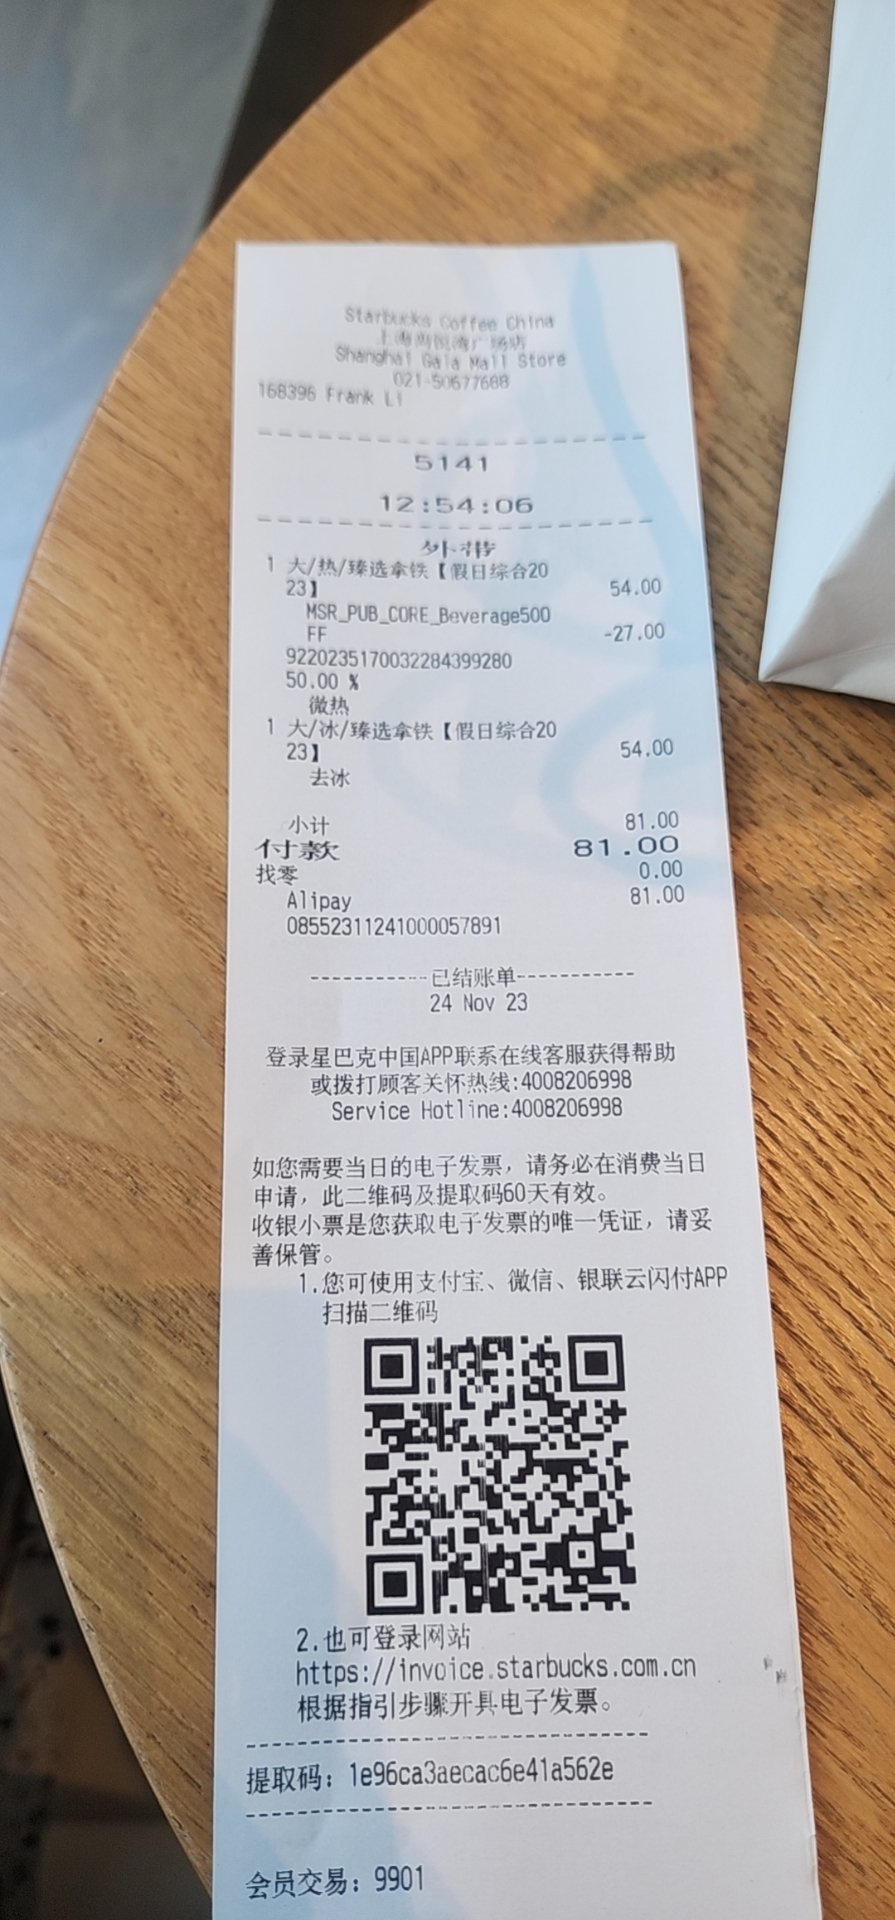 Starbucks Coffee China
上海尚悦湾广场店
Shanghai Gala Mall Store
021-50677688
168396 Frank Li
5141
12:54:06
外带
1 大/热/臻选拿铁【假日综合20
23】 54.00
MSR_PUB_CORE_Beverage500
FF -27.00
9220235170032284399280
50.00 %
微热
1 大/冰/臻选拿铁【假日综合20
23】 54.00
去冰
小计 81.00
付款 81.00
找零 0.00
Alipay 81.00
08552311241000057891
-----------已结账单-----------
24 Nov 23
登录星巴克中国APP联系在线客服获得帮助
或拨打顾客关怀热线:4008206998
Service Hotline:4008206998
如您需要当日的电子发票，请务必在消费当日
申请，此二维码及提取码60天有效。
收银小票是您获取电子发票的唯一凭证，请妥
善保管。
1.您可使用支付宝、微信、银联云闪付APP
扫描二维码
2.也可登录网站
https://invoice.starbucks.com.cn
根据指引步骤开具电子发票。
提取码：1e96ca3aecac6e41a562e
会员交易：9901